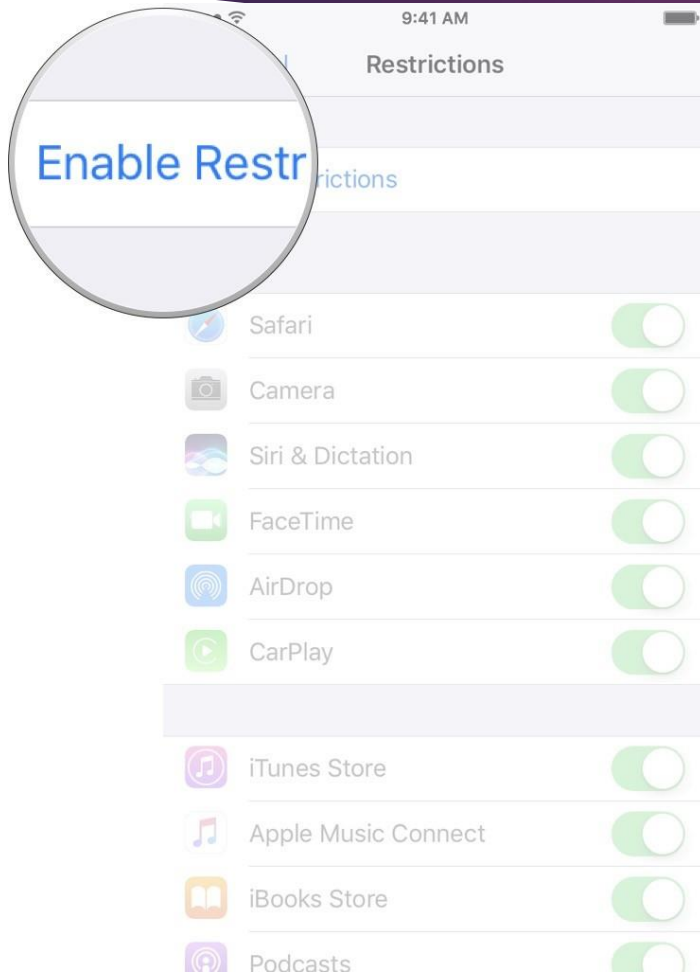 9:41 AM
Restrictions
Enable Restr
rictions
Safari
Camera
Siri & Dictation
FaceTime
AirDrop
CarPlay
iTunes Store
Apple Music Connect
iBooks Store
Podcasts